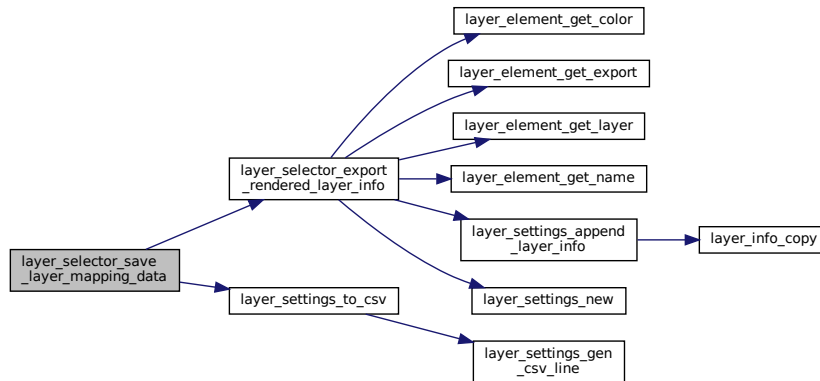 layer_selector_save
_layer_mapping_data
layer_selector_export
_rendered_layer_info
layer_element_get_color
layer_element_get_export
layer_element_get_layer
layer_element_get_name
layer_settings_append
_layer_info
layer_info_copy
layer_settings_new
layer_settings_to_csv
layer_settings_gen
_csv_line